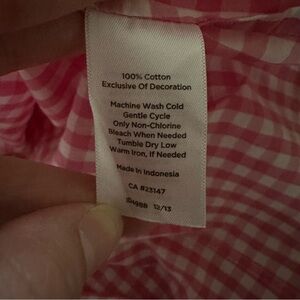 100% Cotton
Exclusive Of Decoration
Machine Wash Cold
Gentle Cycle
Only Non-Chlorine
Bleach When Needed
Tumble Dry Low
Warm Iron, If Needed
Made In Indonesia
CA #23147
12/13